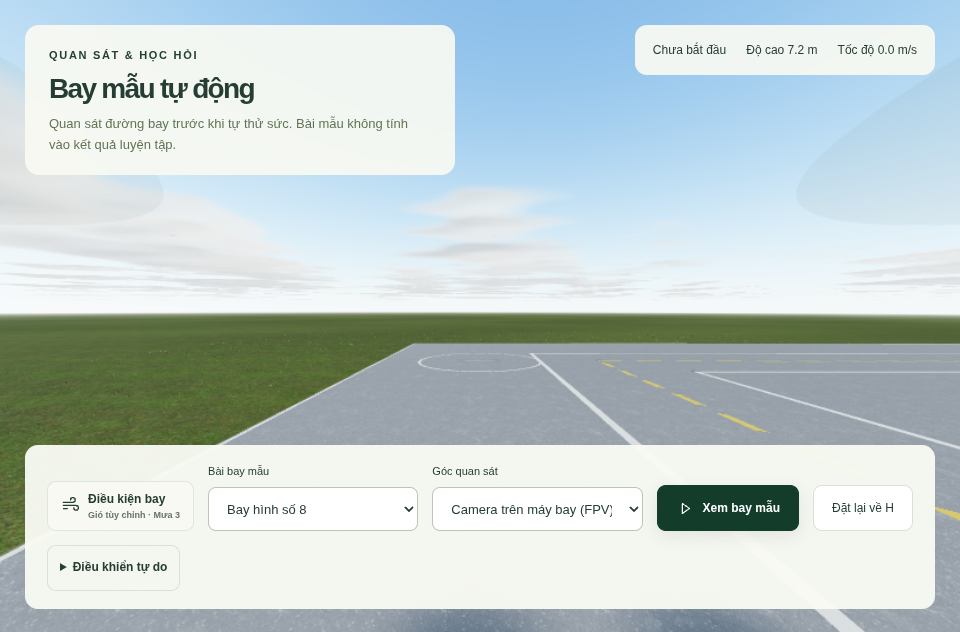 QUAN SÁT & HỌC HỎI
Bay mẫu tự động
Quan sát đường bay trước khi tự thử sức. Bài mẫu không tính
vào kết quả luyện tập.
Chưa bắt đầu Độ cao 7.2 m Tốc độ 0.0 m/s
Điều kiện bay
Gió tùy chỉnh · Mưa 3
Bài bay mẫu
Bay hình số 8
Góc quan sát
Camera trên máy bay (FPV)
Xem bay mẫu
Đặt lại về H
Điều khiển tự do